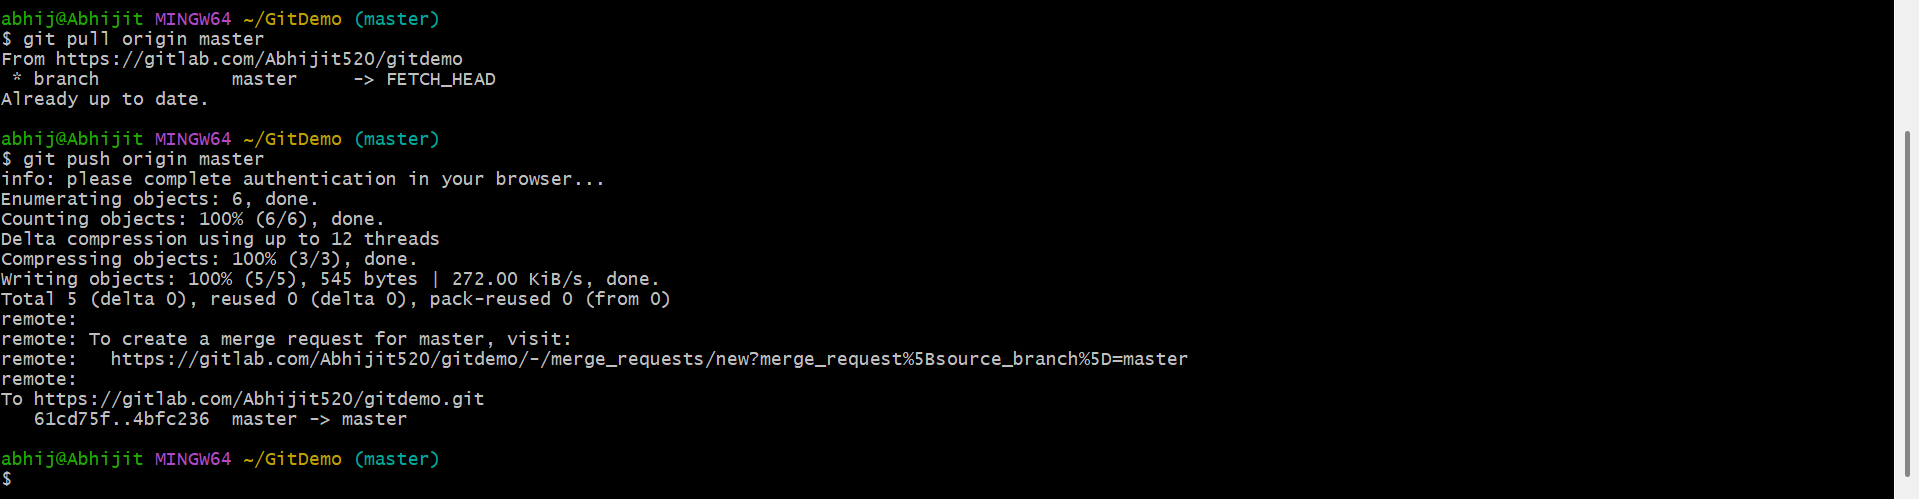 abhij@Abhijit MINGW64 ~/GitDemo (master)
$ git pull origin master
From https://gitlab.com/Abhijit520/gitdemo
 * branch            master     -> FETCH_HEAD
Already up to date.

abhij@Abhijit MINGW64 ~/GitDemo (master)
$ git push origin master
info: please complete authentication in your browser...
Enumerating objects: 6, done.
Counting objects: 100% (6/6), done.
Delta compression using up to 12 threads
Compressing objects: 100% (3/3), done.
Writing objects: 100% (5/5), 545 bytes | 272.00 KiB/s, done.
Total 5 (delta 0), reused 0 (delta 0), pack-reused 0 (from 0)
remote:
remote: To create a merge request for master, visit:
remote:   https://gitlab.com/Abhijit520/gitdemo/-/merge_requests/new?merge_request%5Bsource_branch%5D=master
remote:
To https://gitlab.com/Abhijit520/gitdemo.git
   61cd75f..4bfc236  master -> master

abhij@Abhijit MINGW64 ~/GitDemo (master)
$